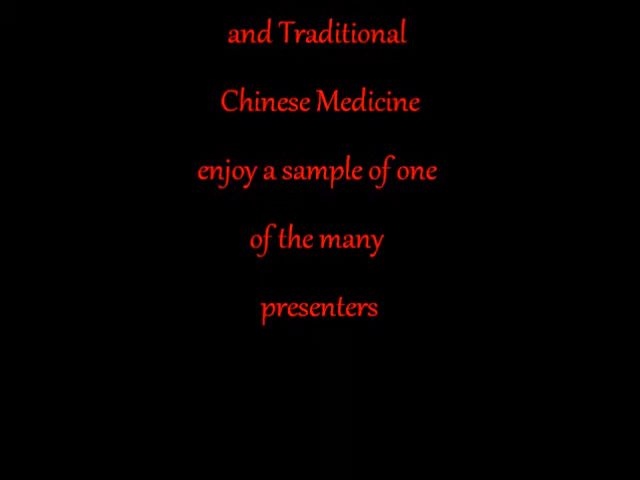 and Traditional
Chinese Medicine
enjoy a sample of one
of the many
presenters